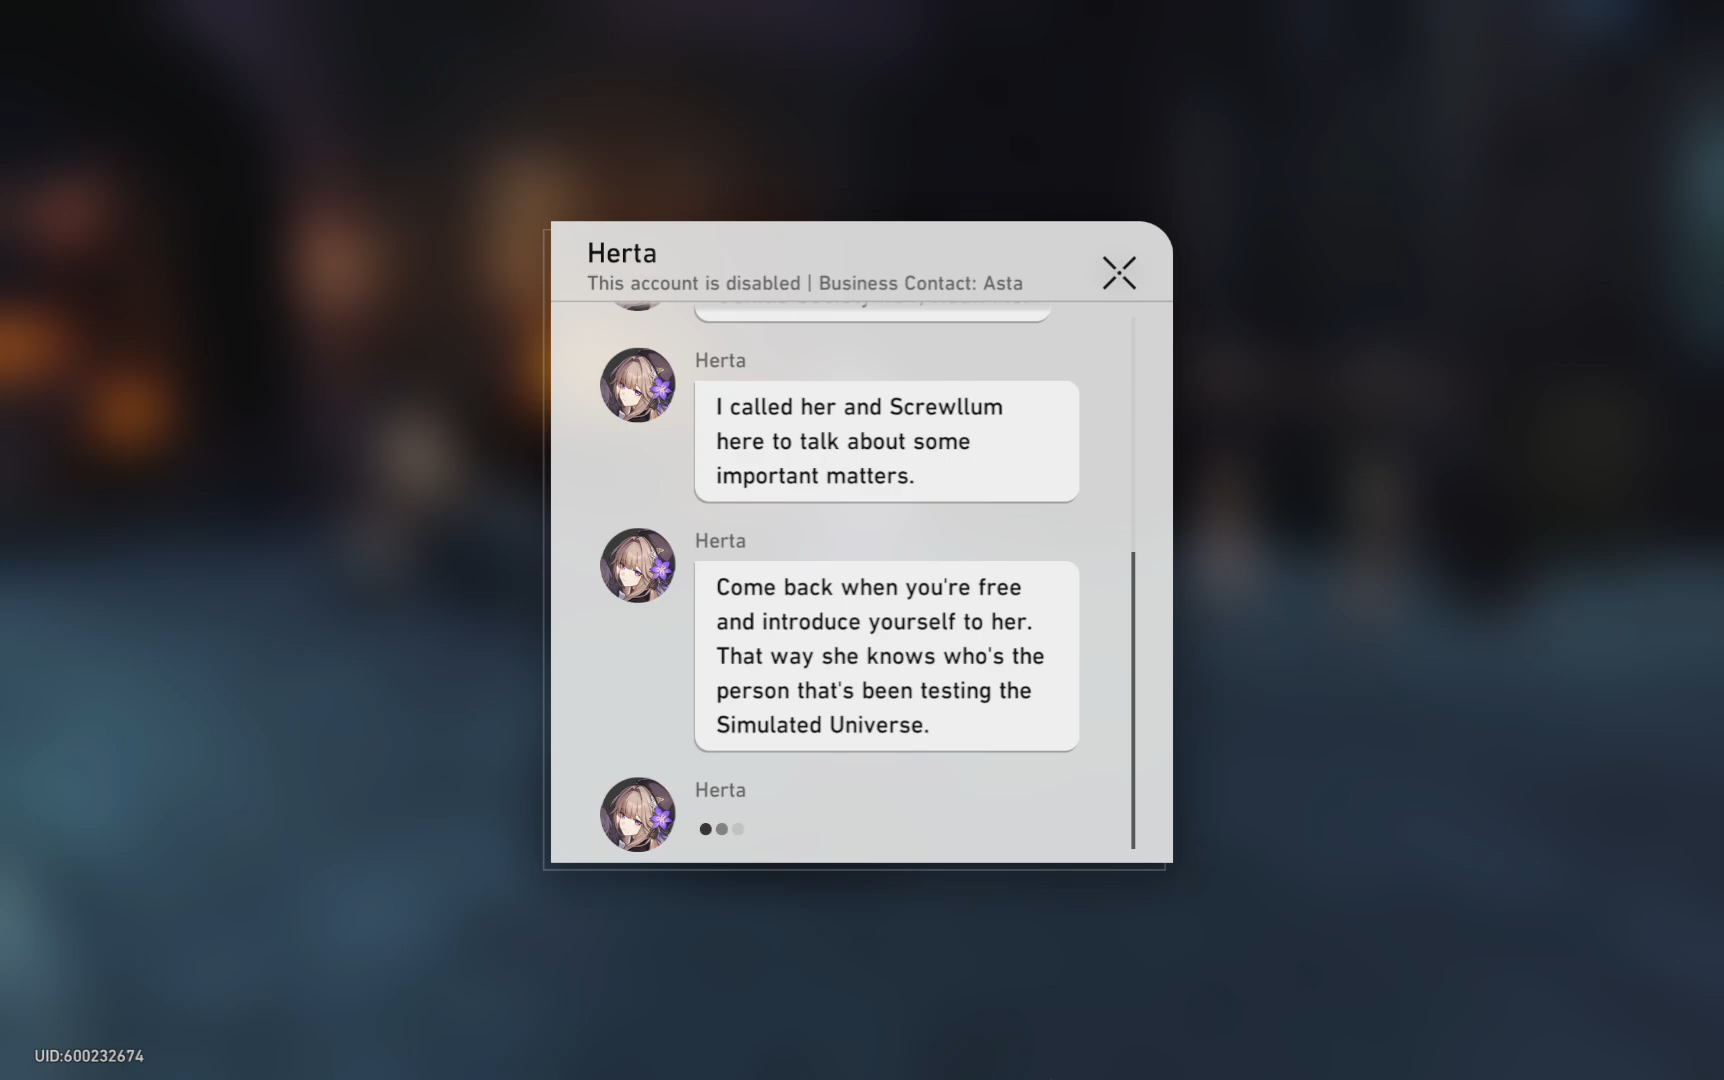 Herta
This account is disabled | Business Contact: Asta
Herta
I called her and Screwllum
here to talk about some
important matters.
Herta
Come back when you're free
and introduce yourself to her.
That way she knows who's the
person that's been testing the
Simulated Universe.
Herta
UID:600232674